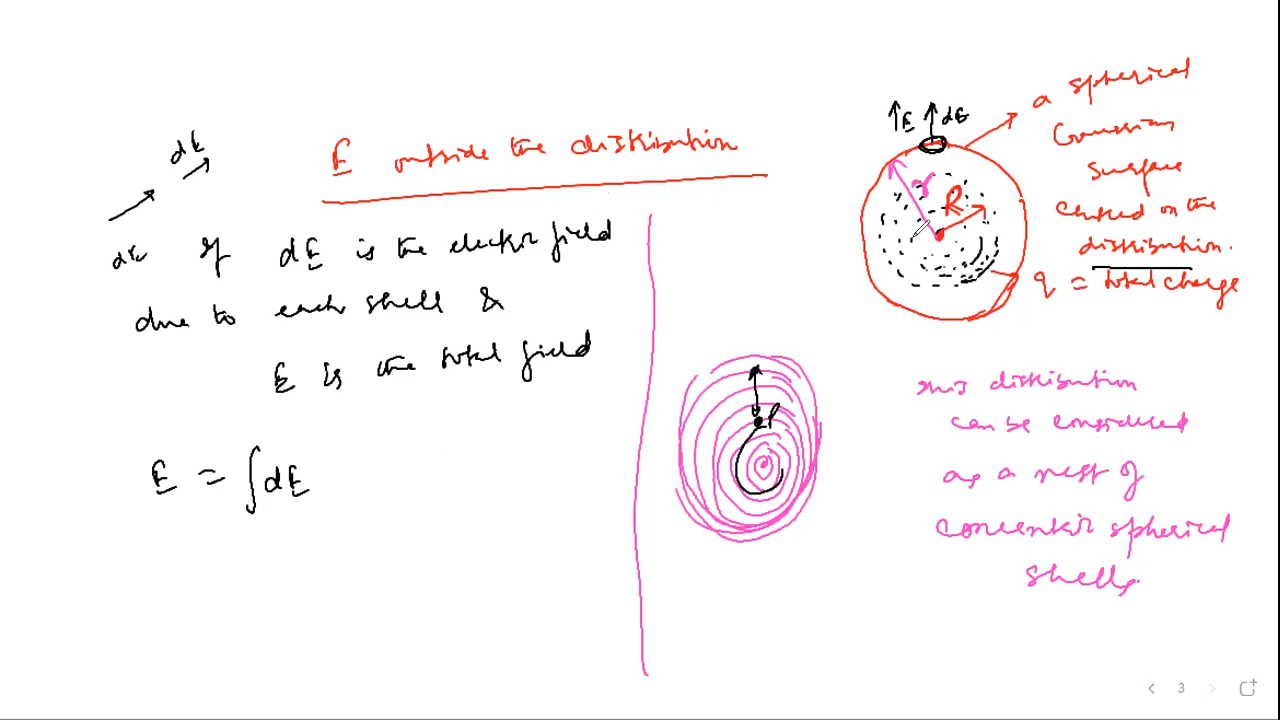 E outside the distribution
dE
dE
If dE is the electric field
due to each shell &
E is the total field
E = ∫dE
P
E dE
r
R
a spherical
Gaussian
surface
centred on the
distribution.
q = total charge
This distribution
can be considered
as a nest of
concentric spherical
shells.
3